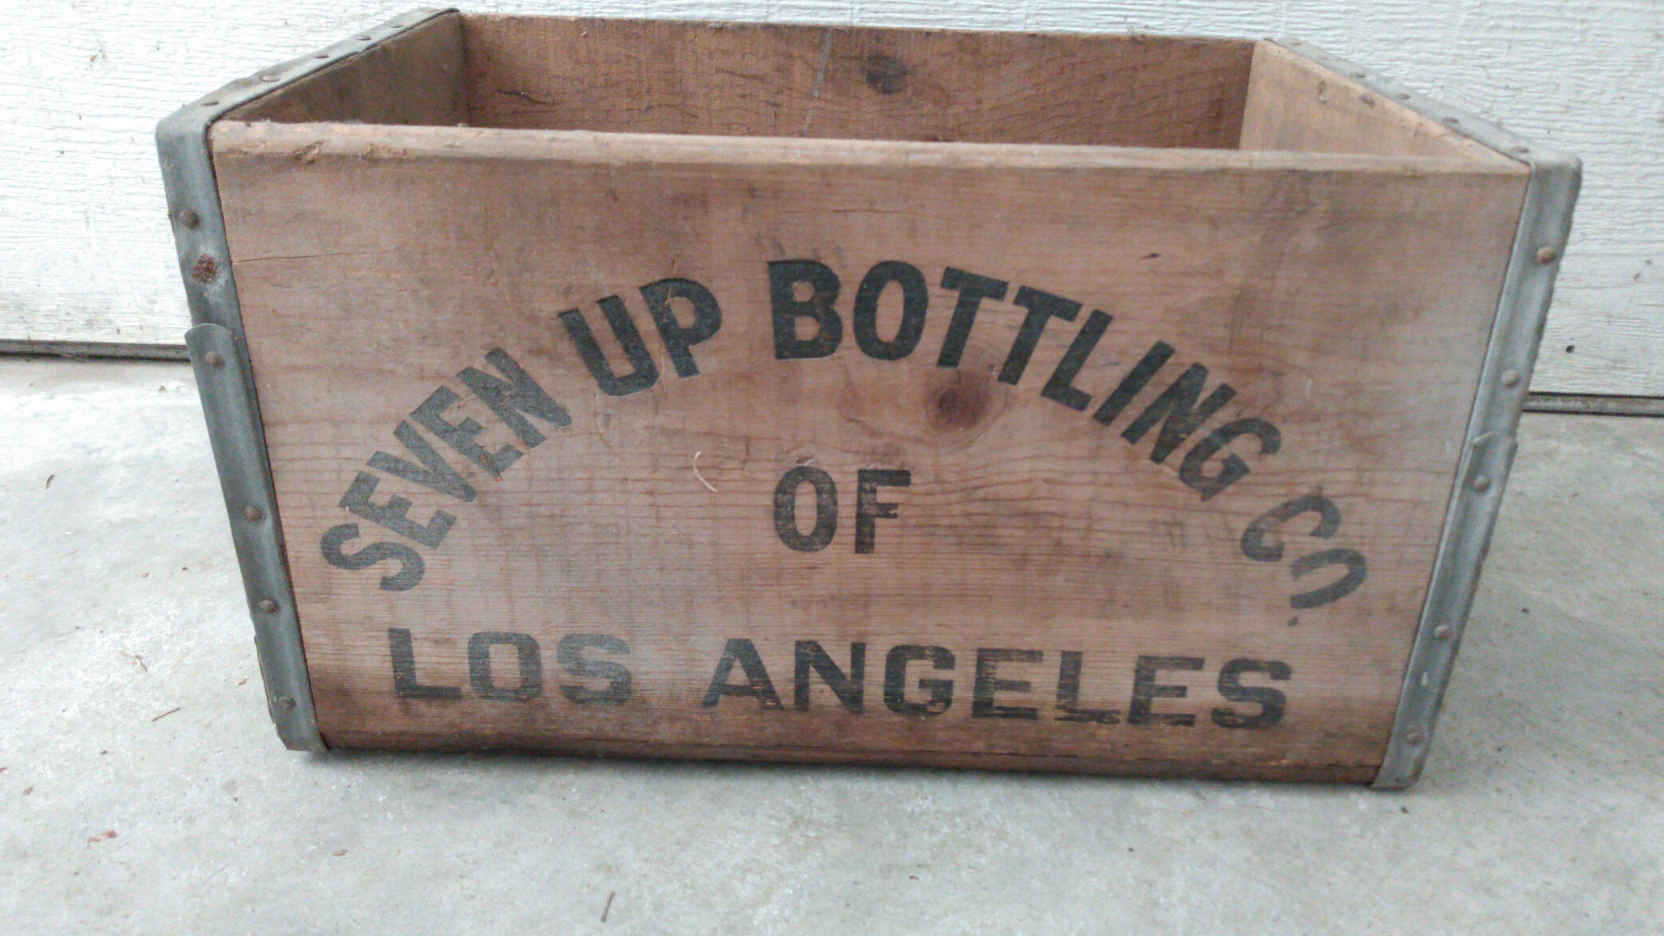 SEVEN UP BOTTLING CO.
OF
LOS ANGELES